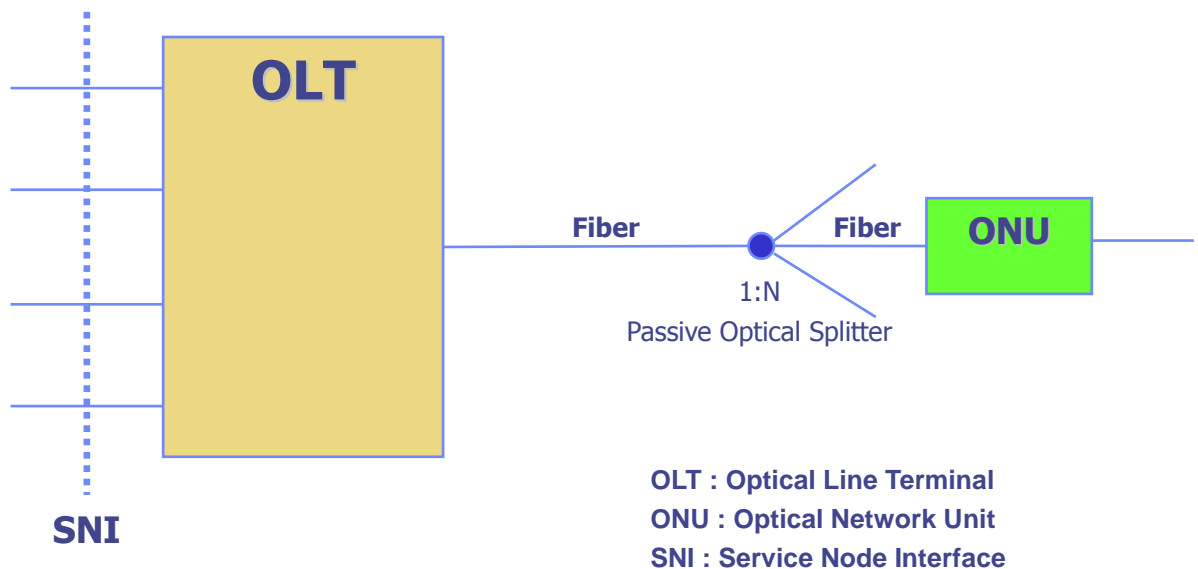 OLT
Fiber
Fiber
ONU
1:N
Passive Optical Splitter
SNI
OLT : Optical Line Terminal
ONU : Optical Network Unit
SNI : Service Node Interface